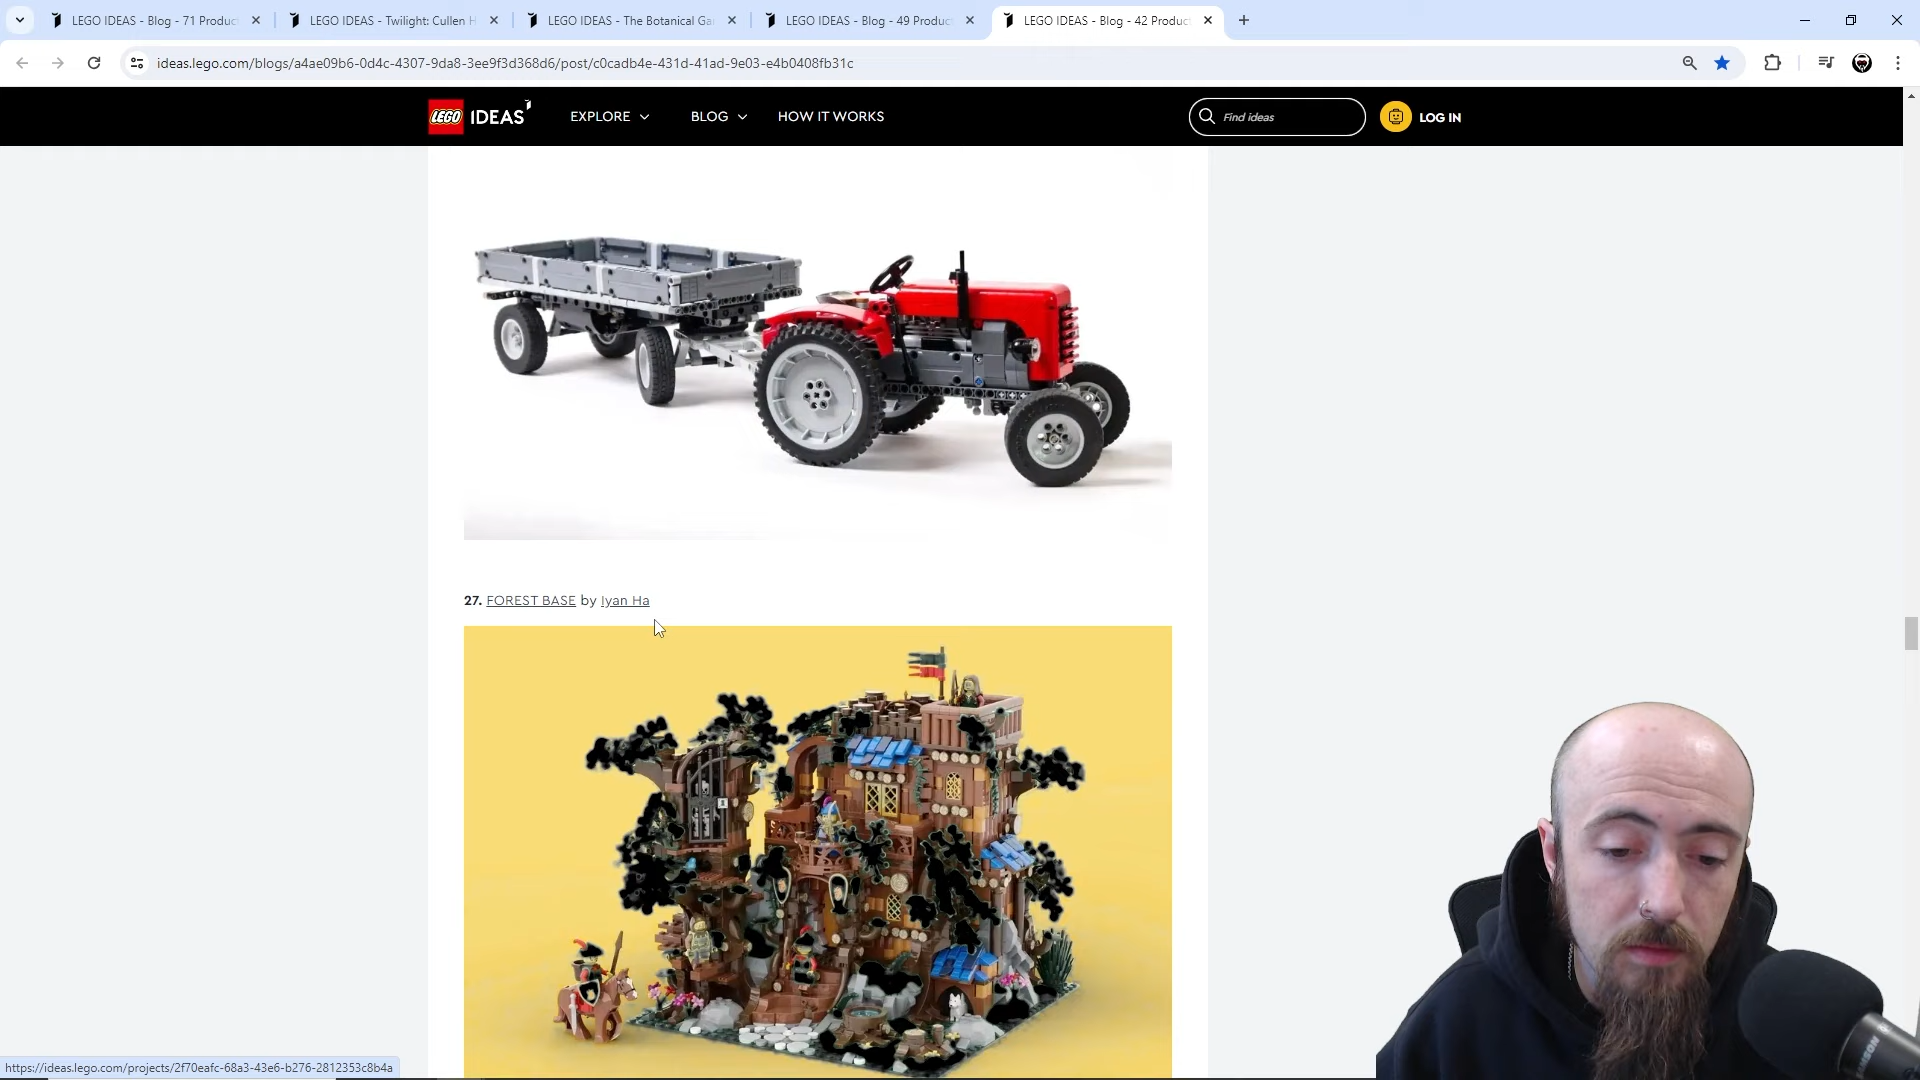 LEGO IDEAS - Blog - 71 Produc
LEGO IDEAS - Twilight: Cullen H
LEGO IDEAS - The Botanical Ga
LEGO IDEAS - Blog - 49 Produc
LEGO IDEAS - Blog - 42 Produc
ideas.lego.com/blogs/a4ae09b6-0d4c-4307-9da8-3ee9f3d368d6/post/c0cadb4e-431d-41ad-9e03-e4b0408fb31c
LEGO IDEAS
EXPLORE
BLOG
HOW IT WORKS
Find ideas
LOG IN
27. FOREST BASE by Iyan Ha
https://ideas.lego.com/projects/2f70eafc-68a3-43e6-b276-2812353c8b4a